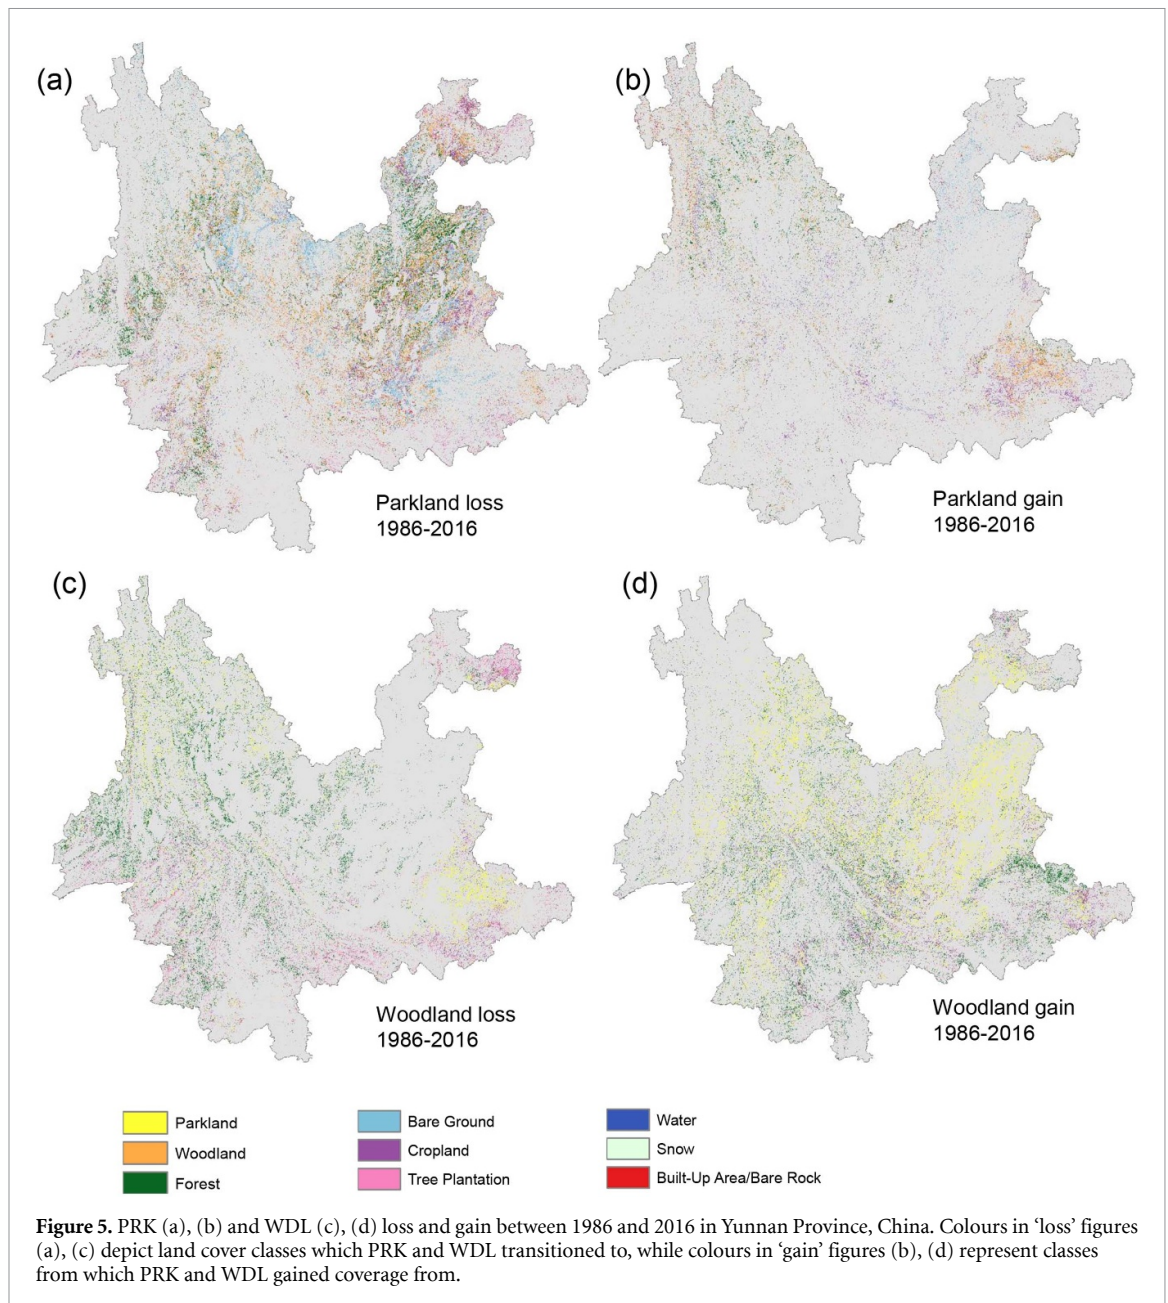 (a)
(b)
Parkland loss
1986-2016
Parkland gain
1986-2016
(c)
(d)
Woodland loss
1986-2016
Woodland gain
1986-2016
Parkland
Bare Ground
Water
Woodland
Cropland
Snow
Forest
Tree Plantation
Built-Up Area/Bare Rock
Figure 5. PRK (a), (b) and WDL (c), (d) loss and gain between 1986 and 2016 in Yunnan Province, China. Colours in ‘loss’ figures
(a), (c) depict land cover classes which PRK and WDL transitioned to, while colours in ‘gain’ figures (b), (d) represent classes
from which PRK and WDL gained coverage from.